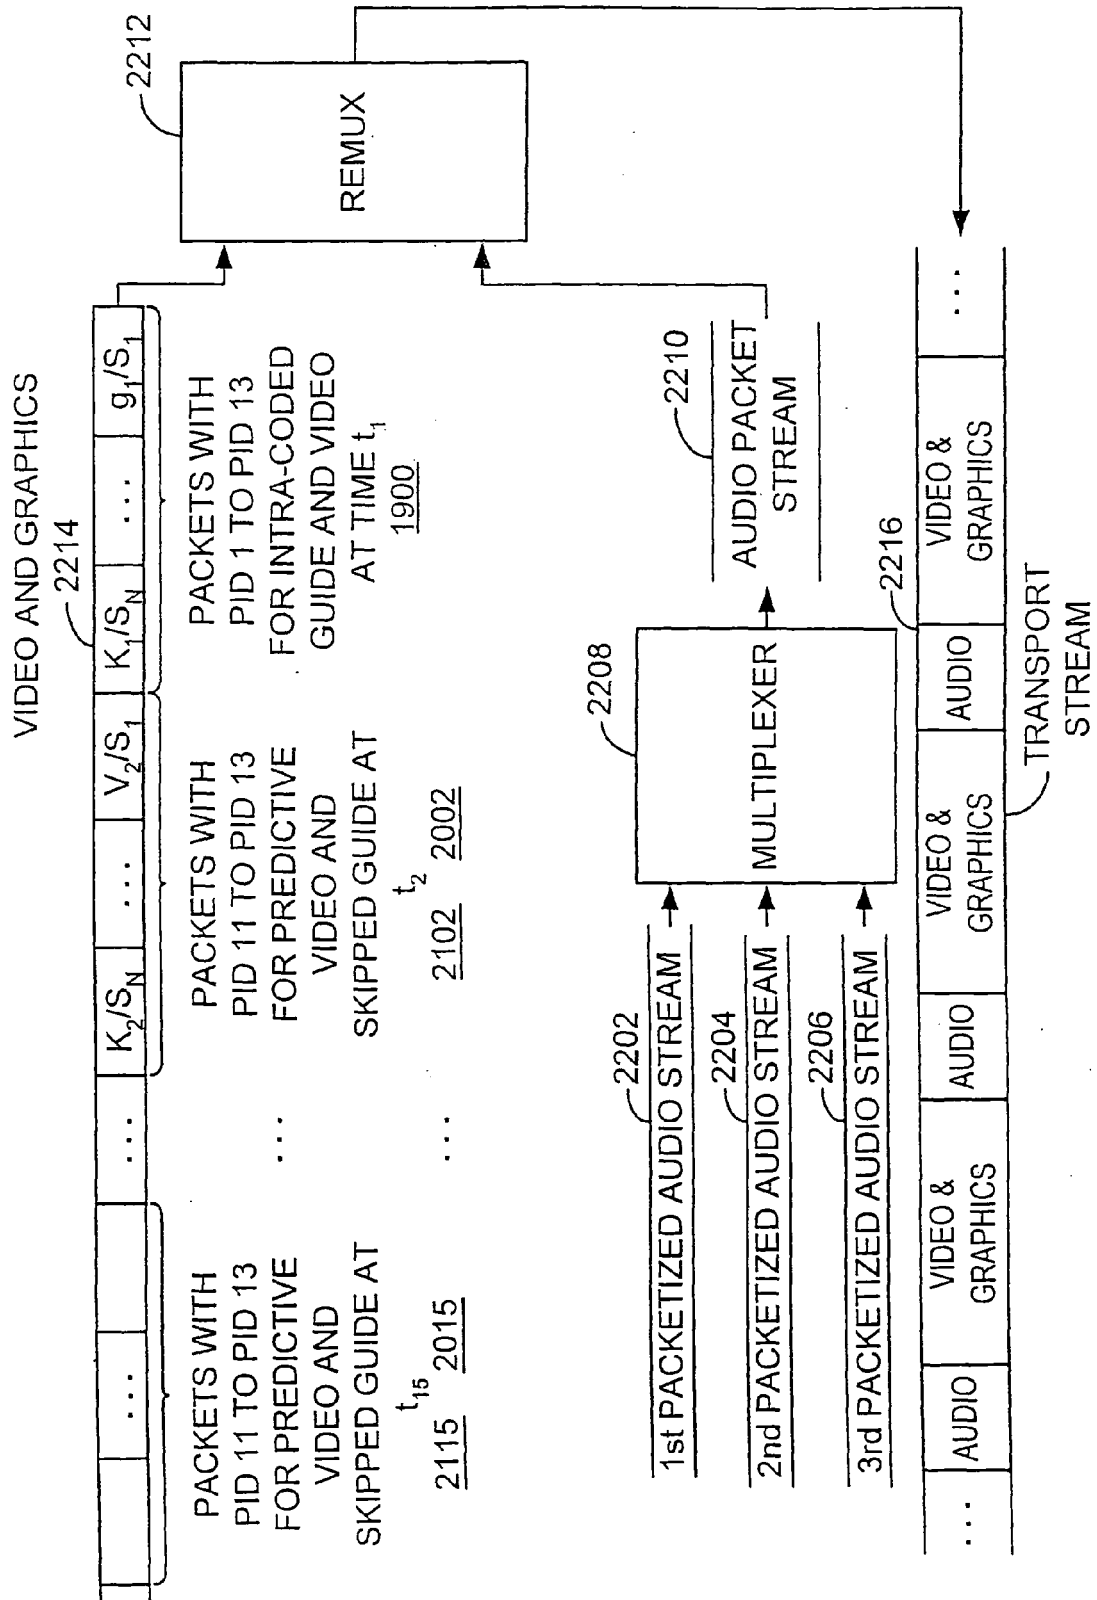 VIDEO AND GRAPHICS
2214
... K₂/Sₙ ... V₂/S₁ K₁/Sₙ ... g₁/S₁
...
PACKETS WITH
PID 11 TO PID 13
FOR PREDICTIVE
VIDEO AND
SKIPPED GUIDE AT
t₁₅
2115 2015
...
...
PACKETS WITH
PID 11 TO PID 13
FOR PREDICTIVE
VIDEO AND
SKIPPED GUIDE AT
t₂
2102 2002
PACKETS WITH
PID 1 TO PID 13
FOR INTRA-CODED
GUIDE AND VIDEO
AT TIME t₁
1900
2212
REMUX
2202
1st PACKETIZED AUDIO STREAM
2204
2nd PACKETIZED AUDIO STREAM
2206
3rd PACKETIZED AUDIO STREAM
2208
MULTIPLEXER
2210
AUDIO PACKET
STREAM
2216
...
AUDIO
VIDEO &
GRAPHICS
AUDIO
VIDEO &
GRAPHICS
AUDIO
VIDEO &
GRAPHICS
...
TRANSPORT
STREAM